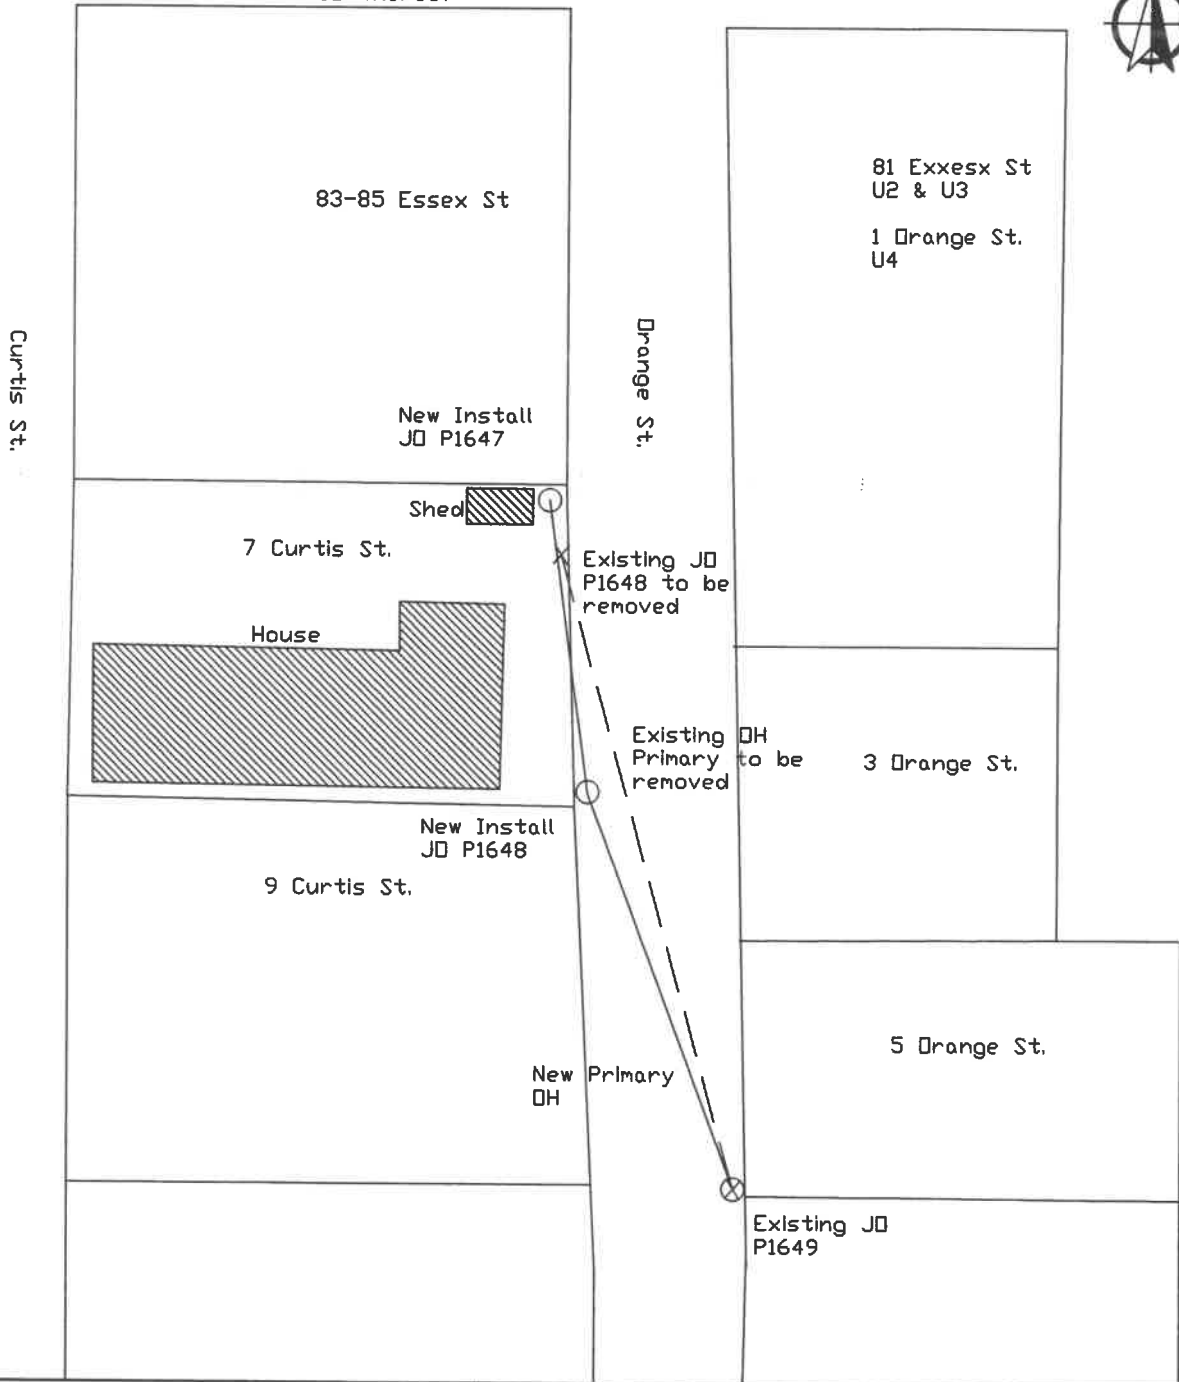 83-85 Essex St
81 Exxesx St
U2 & U3
1 Orange St.
U4
Curtis St.
Orange St.
New Install
JO P1647
Shed
7 Curtis St.
Existing JO
P1648 to be
removed
House
Existing OH
Primary to be
removed
3 Orange St.
New Install
JO P1648
9 Curtis St.
5 Orange St.
New Primary
OH
Existing JO
P1649